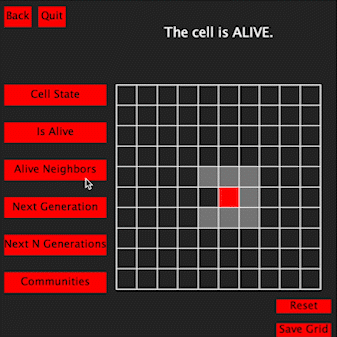 Back Quit
The cell is ALIVE.
Cell State
Is Alive
Alive Neighbors
Next Generation
Next N Generations
Communities
Reset
Save Grid